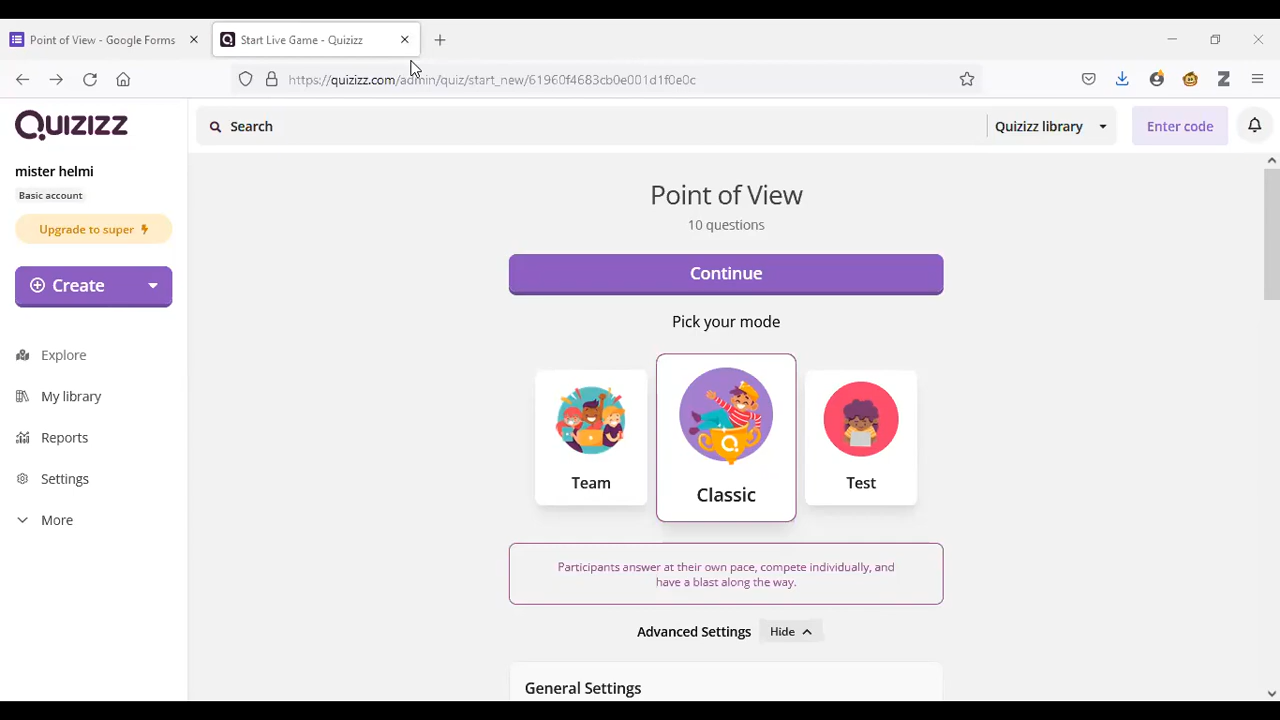 Point of View - Google Forms
Start Live Game - Quizizz
https://quizizz.com/admin/quiz/start_new/61960f4683cb0e001d1f0e0c
Quizizz
Search
Quizizz library
Enter code
mister helmi
Basic account
Upgrade to super
Create
Explore
My library
Reports
Settings
More
Point of View
10 questions
Continue
Pick your mode
Team
Classic
Test
Participants answer at their own pace, compete individually, and
have a blast along the way.
Advanced Settings Hide
General Settings